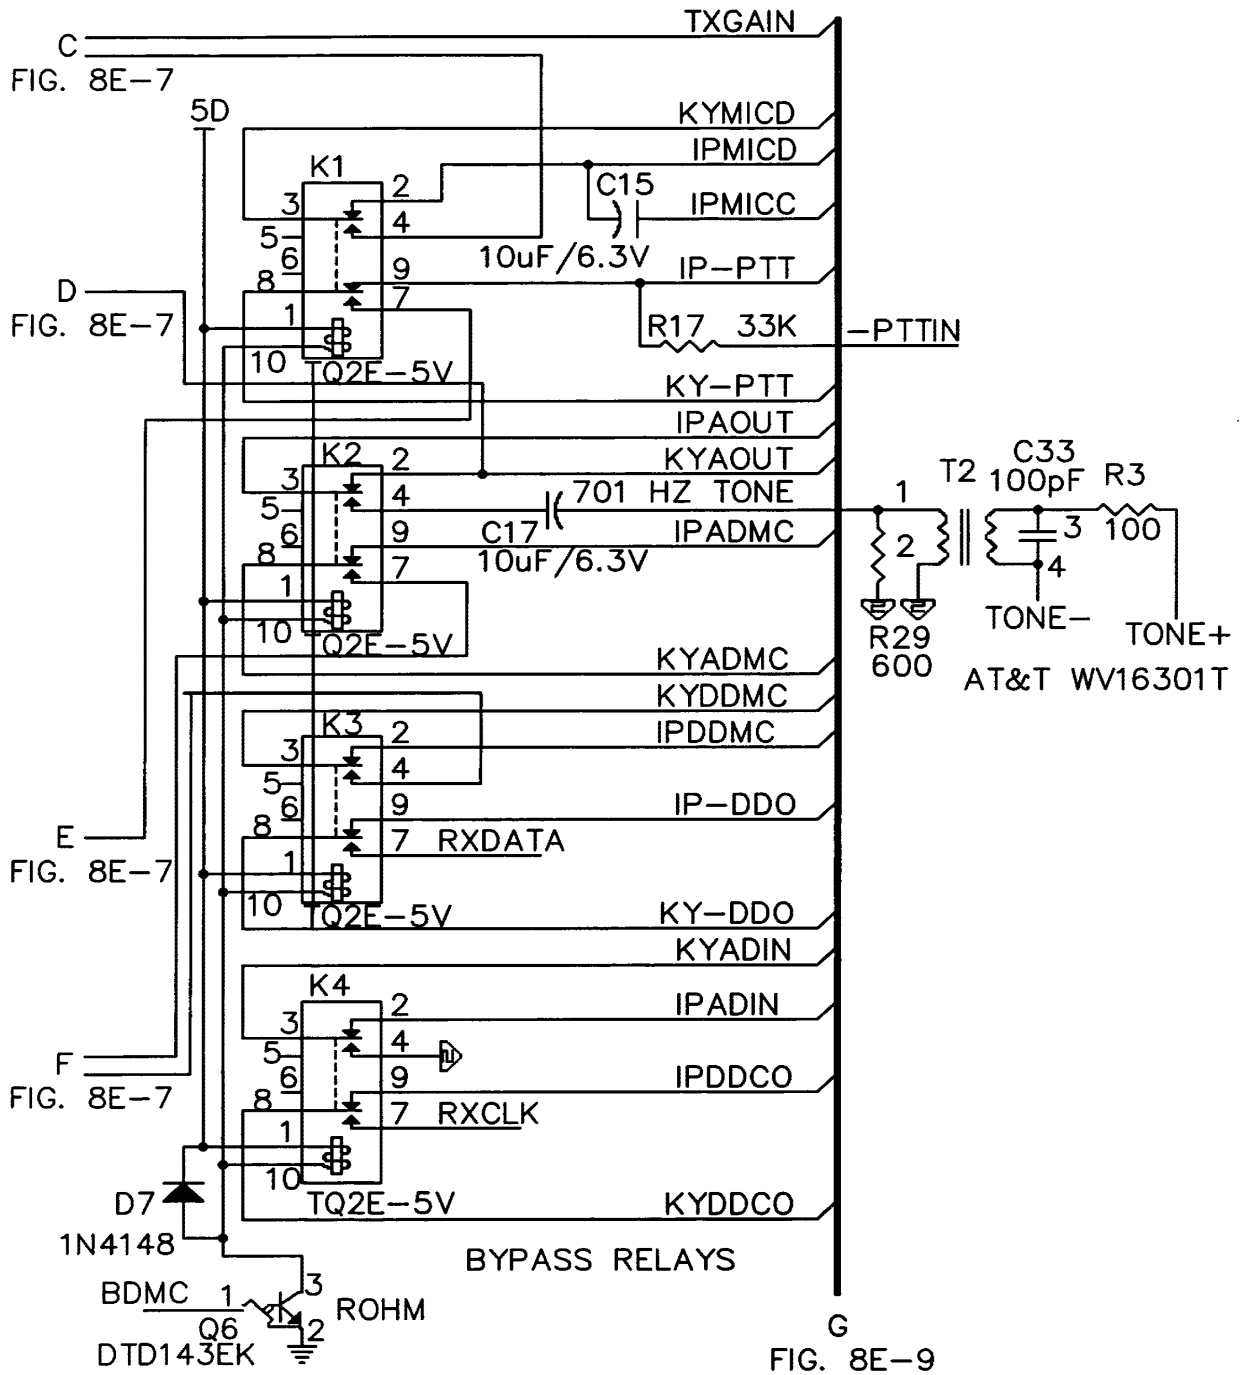 TXGAIN
C
FIG. 8E-7
5D
KYMICD
IPMICD
K1
2
C15
3
IPMICC
4
5
10uF/6.3V
6
9
IP-PTT
8
D
7
FIG. 8E-7
1
R17 33K
-PTTIN
10
TQ2E-5V
KY-PTT
IPAOUT
K2
2
KYAOUT
3
4
701 HZ TONE
5
6
9
C17
IPADMC
10uF/6.3V
8
7
1
10
TQ2E-5V
1
T2
C33
100pF
R3
100
2
3
4
R29
600
TONE-
TONE+
AT&T WV16301T
KYADMC
KYDDMC
K3
2
IPDDMC
3
4
5
6
9
IP-DDO
8
7
RXDATA
E
FIG. 8E-7
1
10
TQ2E-5V
KY-DDO
KYADIN
K4
2
IPADIN
3
4
5
F
6
9
IPDDCO
FIG. 8E-7
8
7
RXCLK
1
10
D7
TQ2E-5V
KYDDCO
1N4148
BYPASS RELAYS
BDMC
1
3
ROHM
Q6
2
DTD143EK
G
FIG. 8E-9